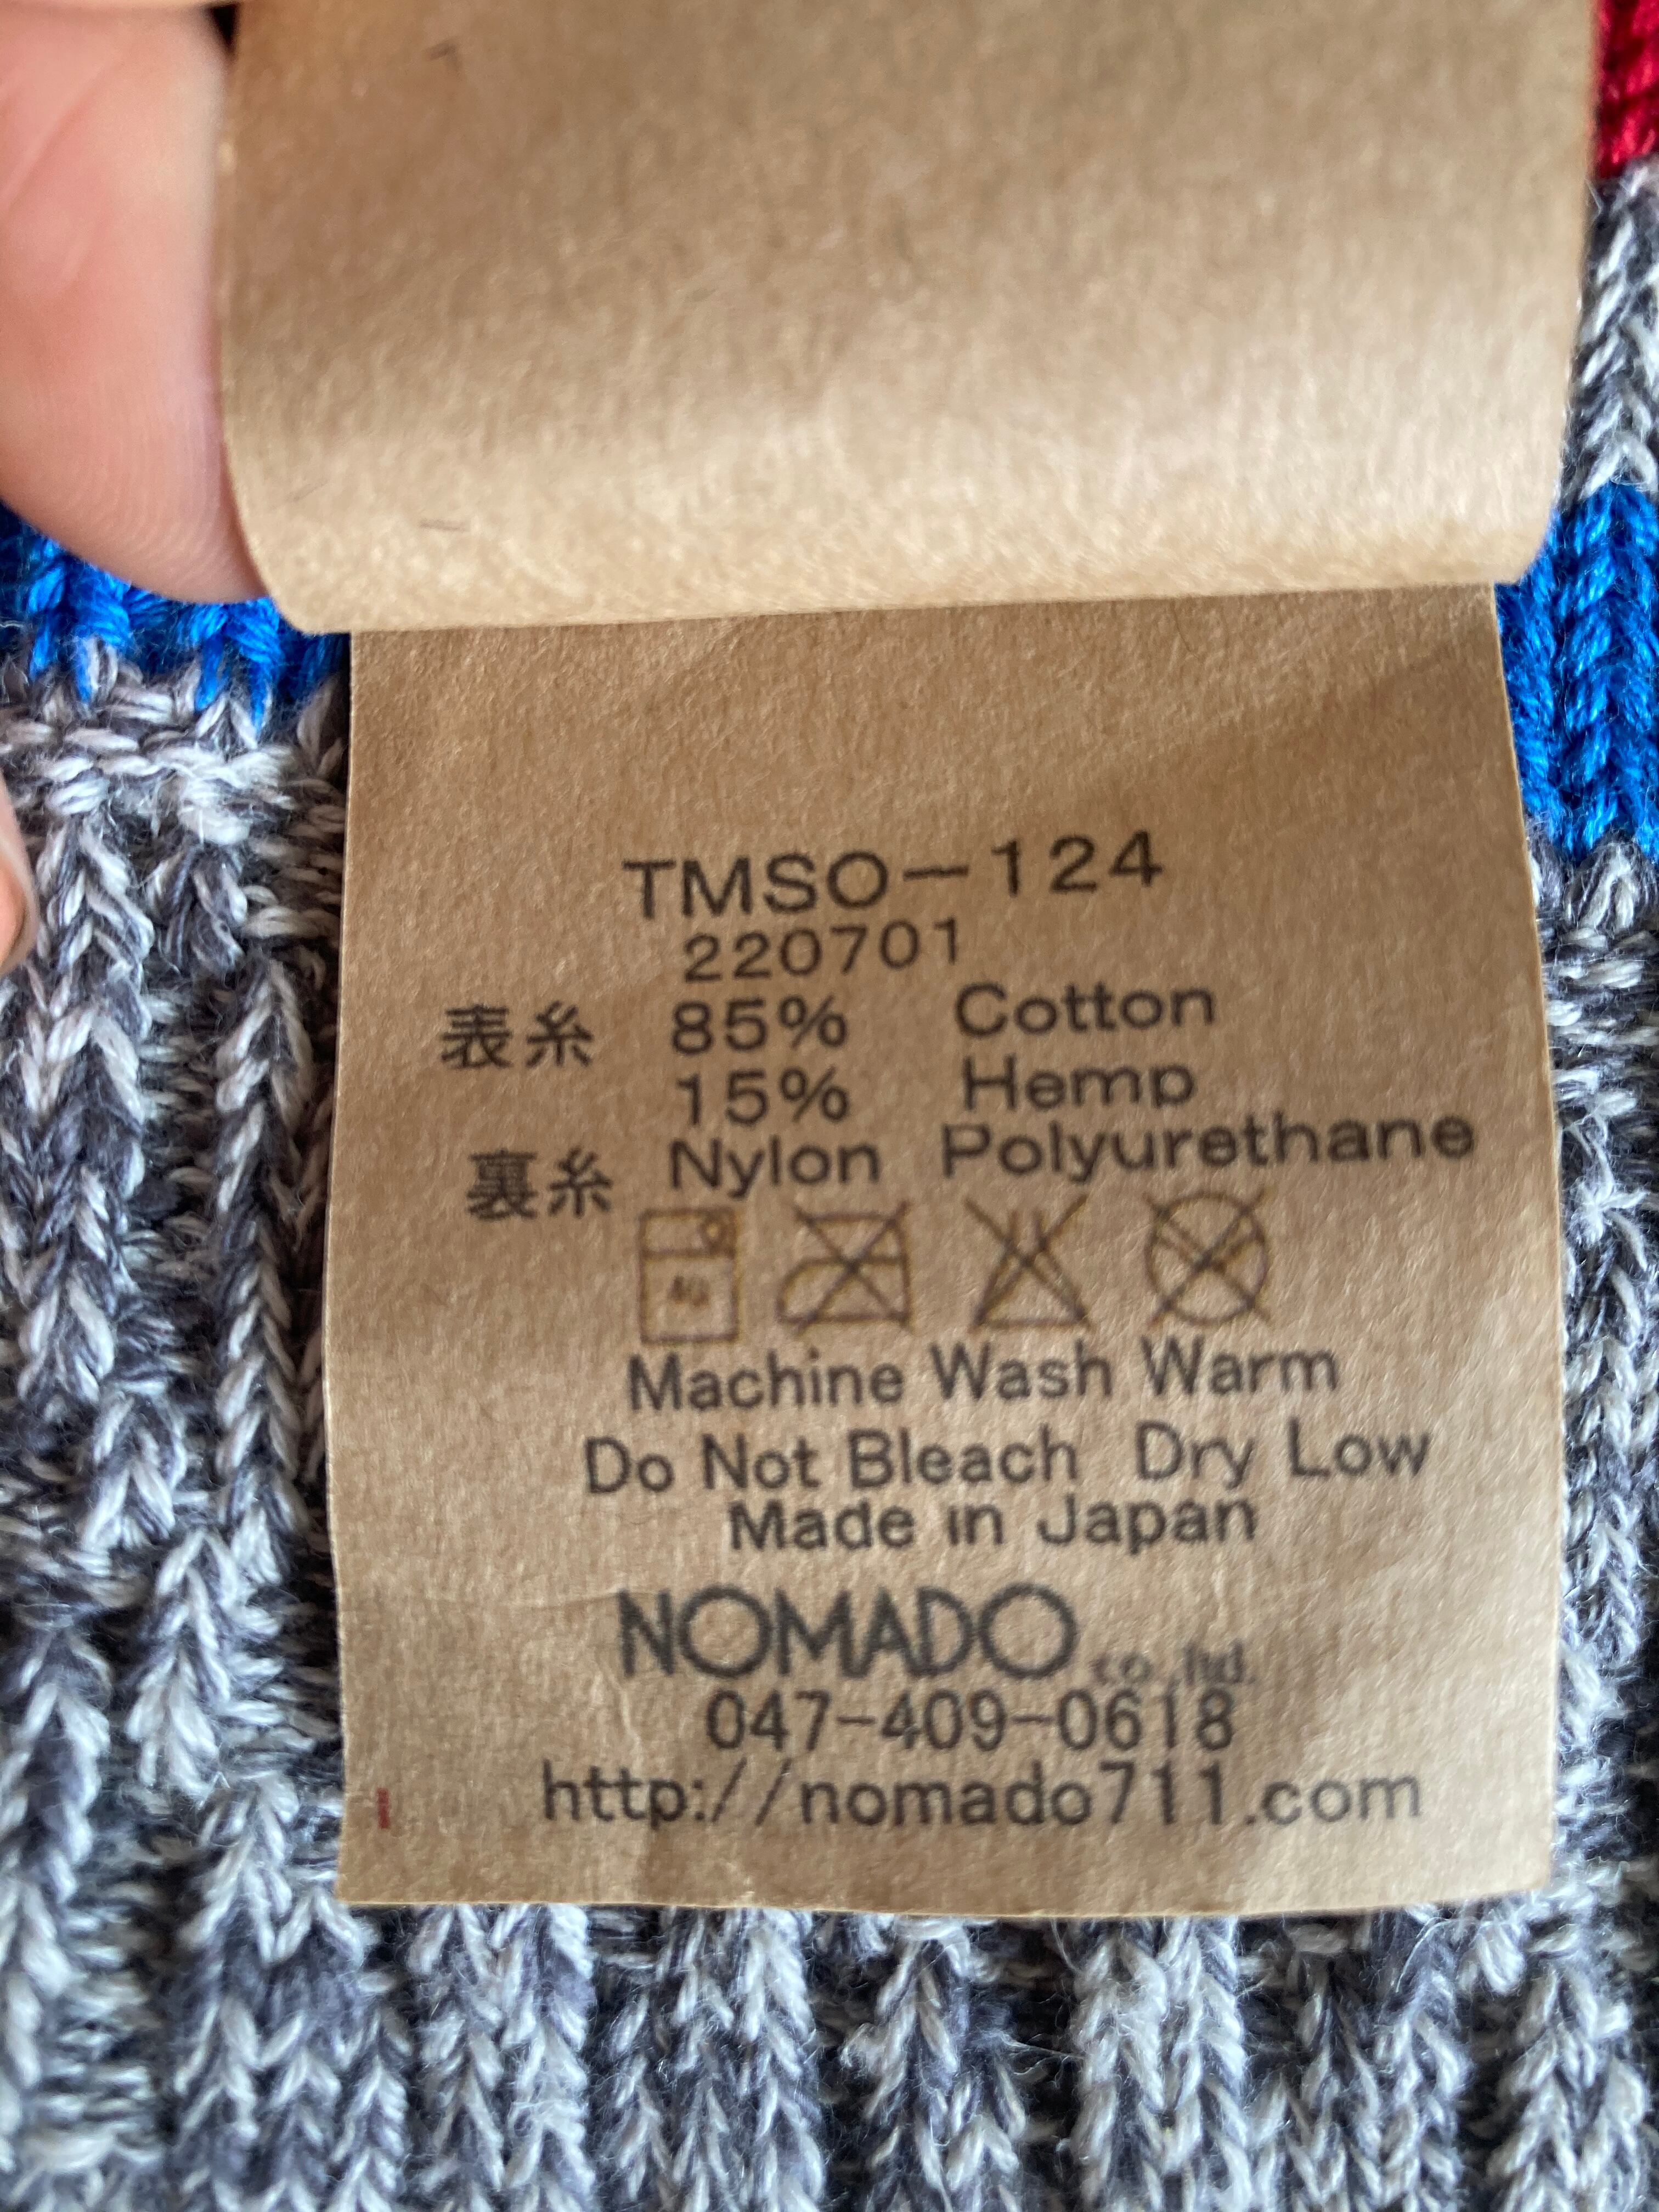 TMSO-124
220701
表糸 85% Cotton
15% Hemp
裏糸 Nylon Polyurethane
Machine Wash Warm
Do Not Bleach Dry Low
Made in Japan
NOMADO co.,ltd.
047-409-0618
http://nomado711.com